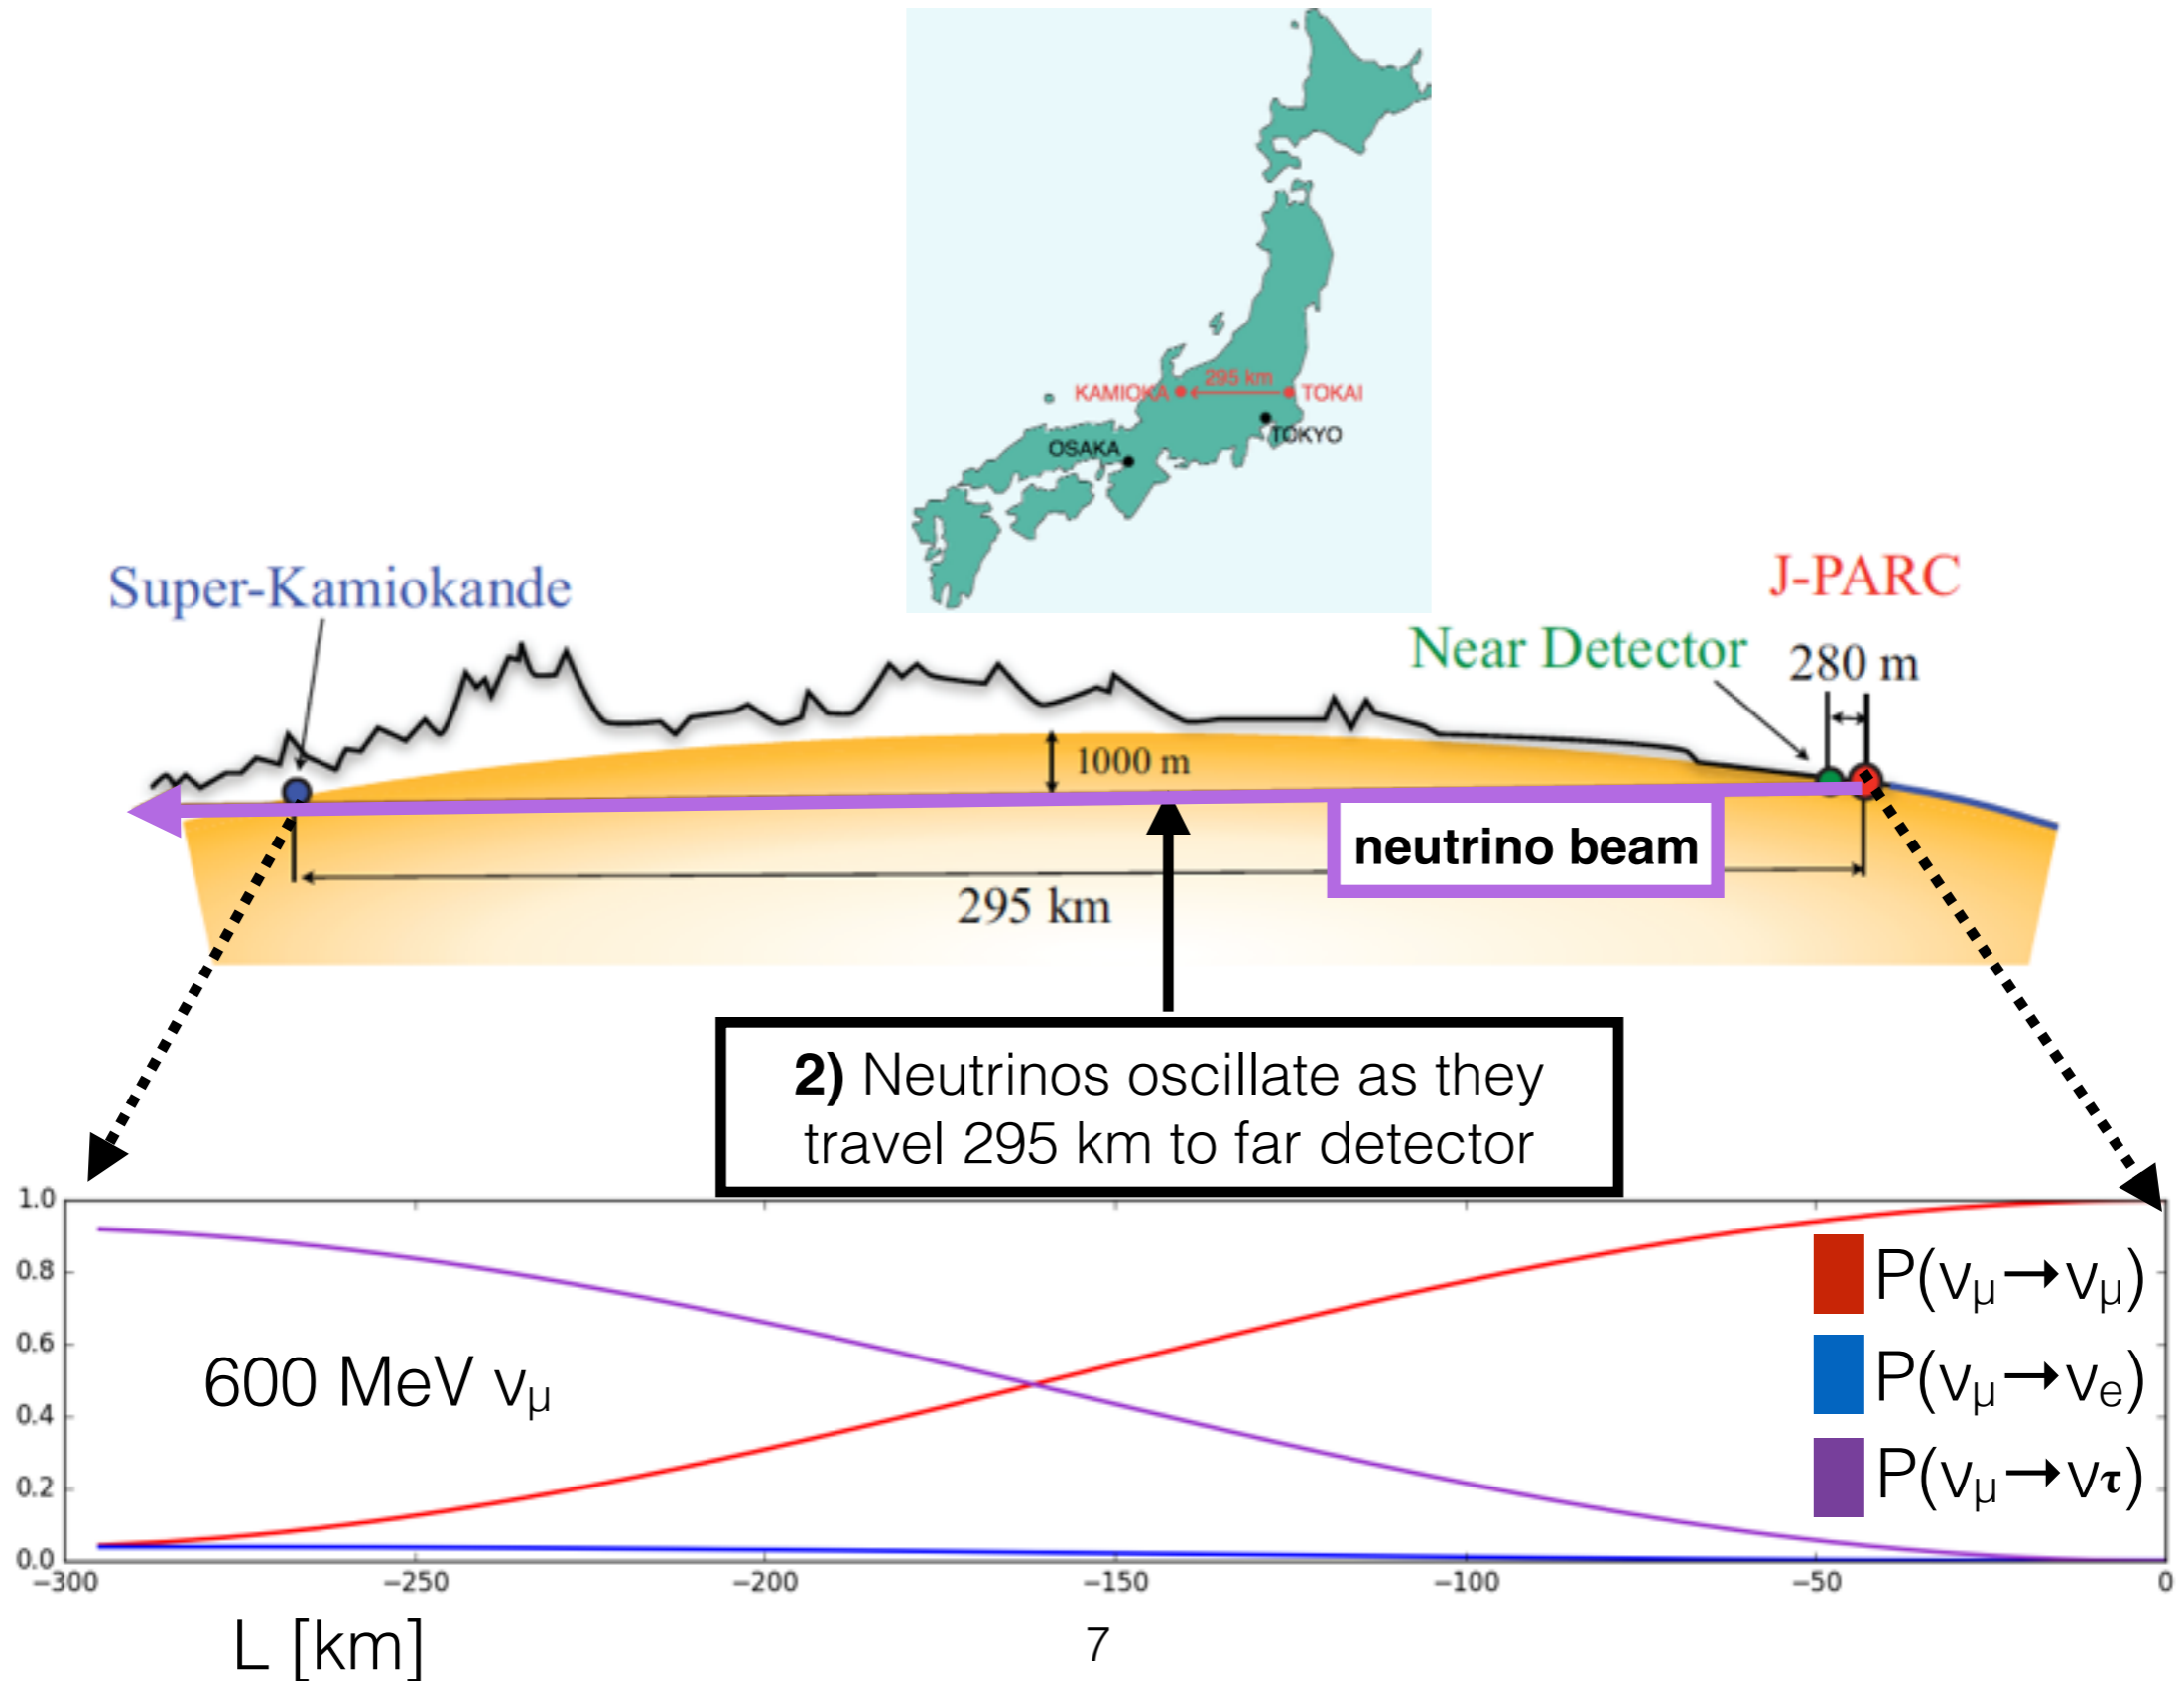 KAMIOKA
295 km
TOKAI
TOKYO
OSAKA
Super-Kamiokande
J-PARC
Near Detector
280 m
1000 m
neutrino beam
295 km
2) Neutrinos oscillate as they
travel 295 km to far detector
1.0
0.8
0.6
0.4
0.2
0.0
600 MeV νμ
P(νμ→νμ)
P(νμ→νe)
P(νμ→ντ)
−300 −250 −200 −150 −100 −50 0
L [km]
7